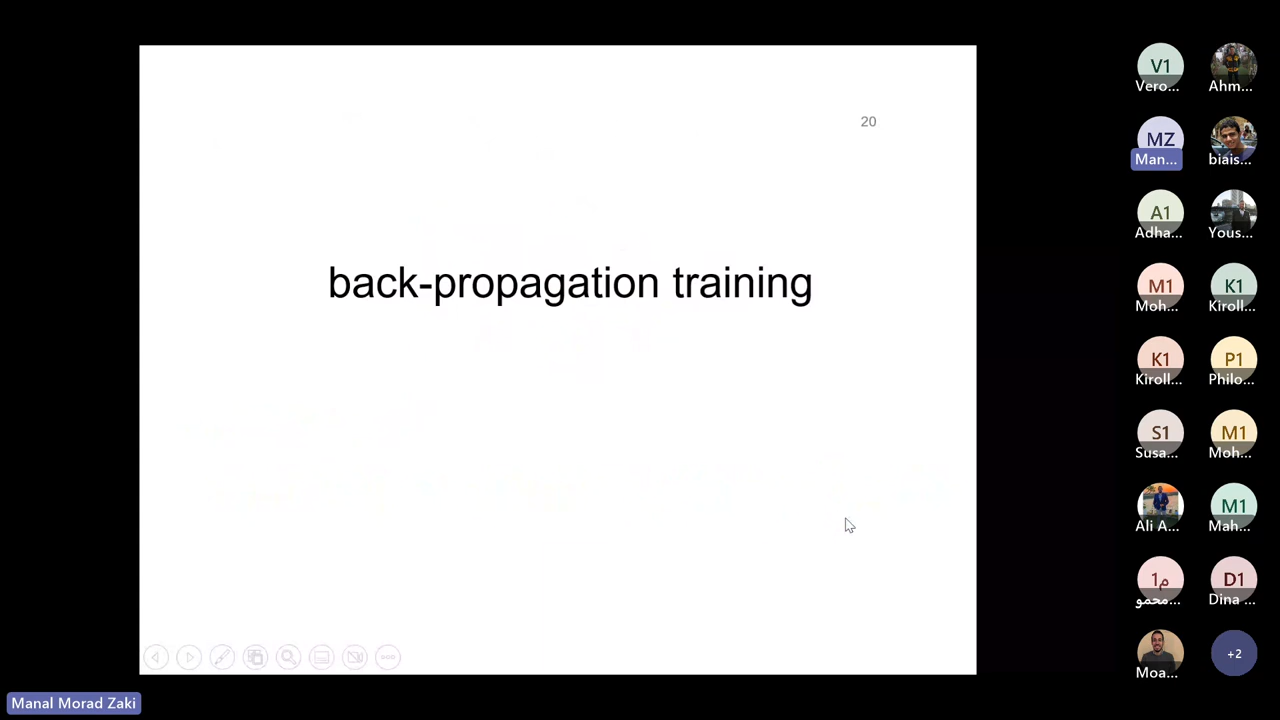 20
back-propagation training
V1
Vero...
Ahm...
MZ
Man...
biais...
A1
Adha...
Yous...
M1
Moh...
K1
Kiroll...
K1
Kiroll...
P1
Philo...
S1
Susa...
M1
Moh...
Ali A...
M1
Mah...
م1
محمو...
D1
Dina ...
Moa...
+2
Manal Morad Zaki